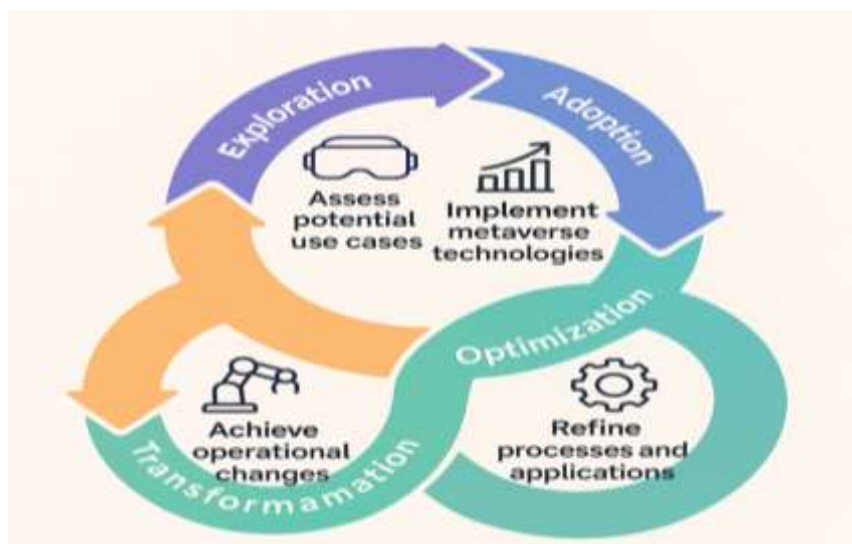 Exploration
Adoption
Assess
potential
use cases
Implement
metaverse
technologies
Optimization
Achieve
operational
changes
Refine
processes and
applications
Transformamation